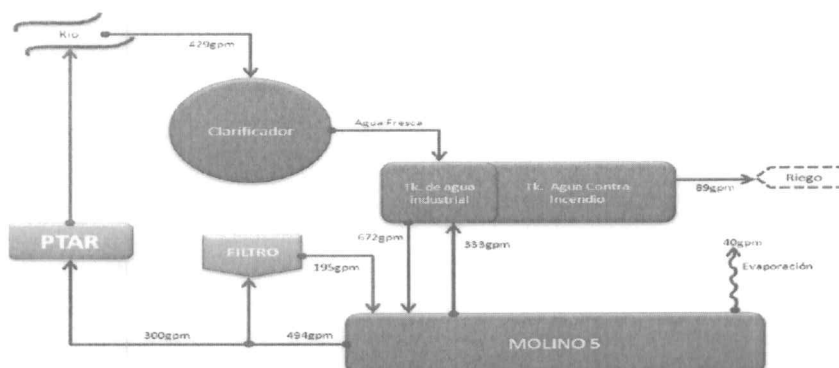 Río
429gpm
Clarificador
Agua Fresca
Tk. de agua
industrial
Tk. Agua Contra
Incendio
89gpm
Riego
PTAR
FILTRO
195gpm
672gpm
333gpm
40gpm
Evaporación
300gpm
494gpm
MOLINO 5